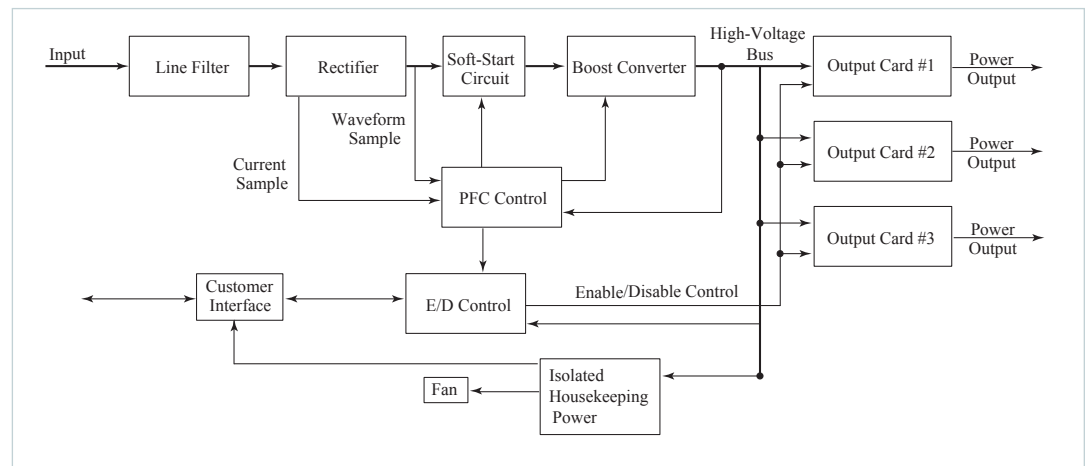 Input
Line Filter
Rectifier
Soft-Start
Circuit
Boost Converter
High-Voltage
Bus
Output Card #1
Power
Output
Waveform
Sample
Current
Sample
PFC Control
Output Card #2
Power
Output
Output Card #3
Power
Output
Customer
Interface
E/D Control
Enable/Disable Control
Fan
Isolated
Housekeeping
Power